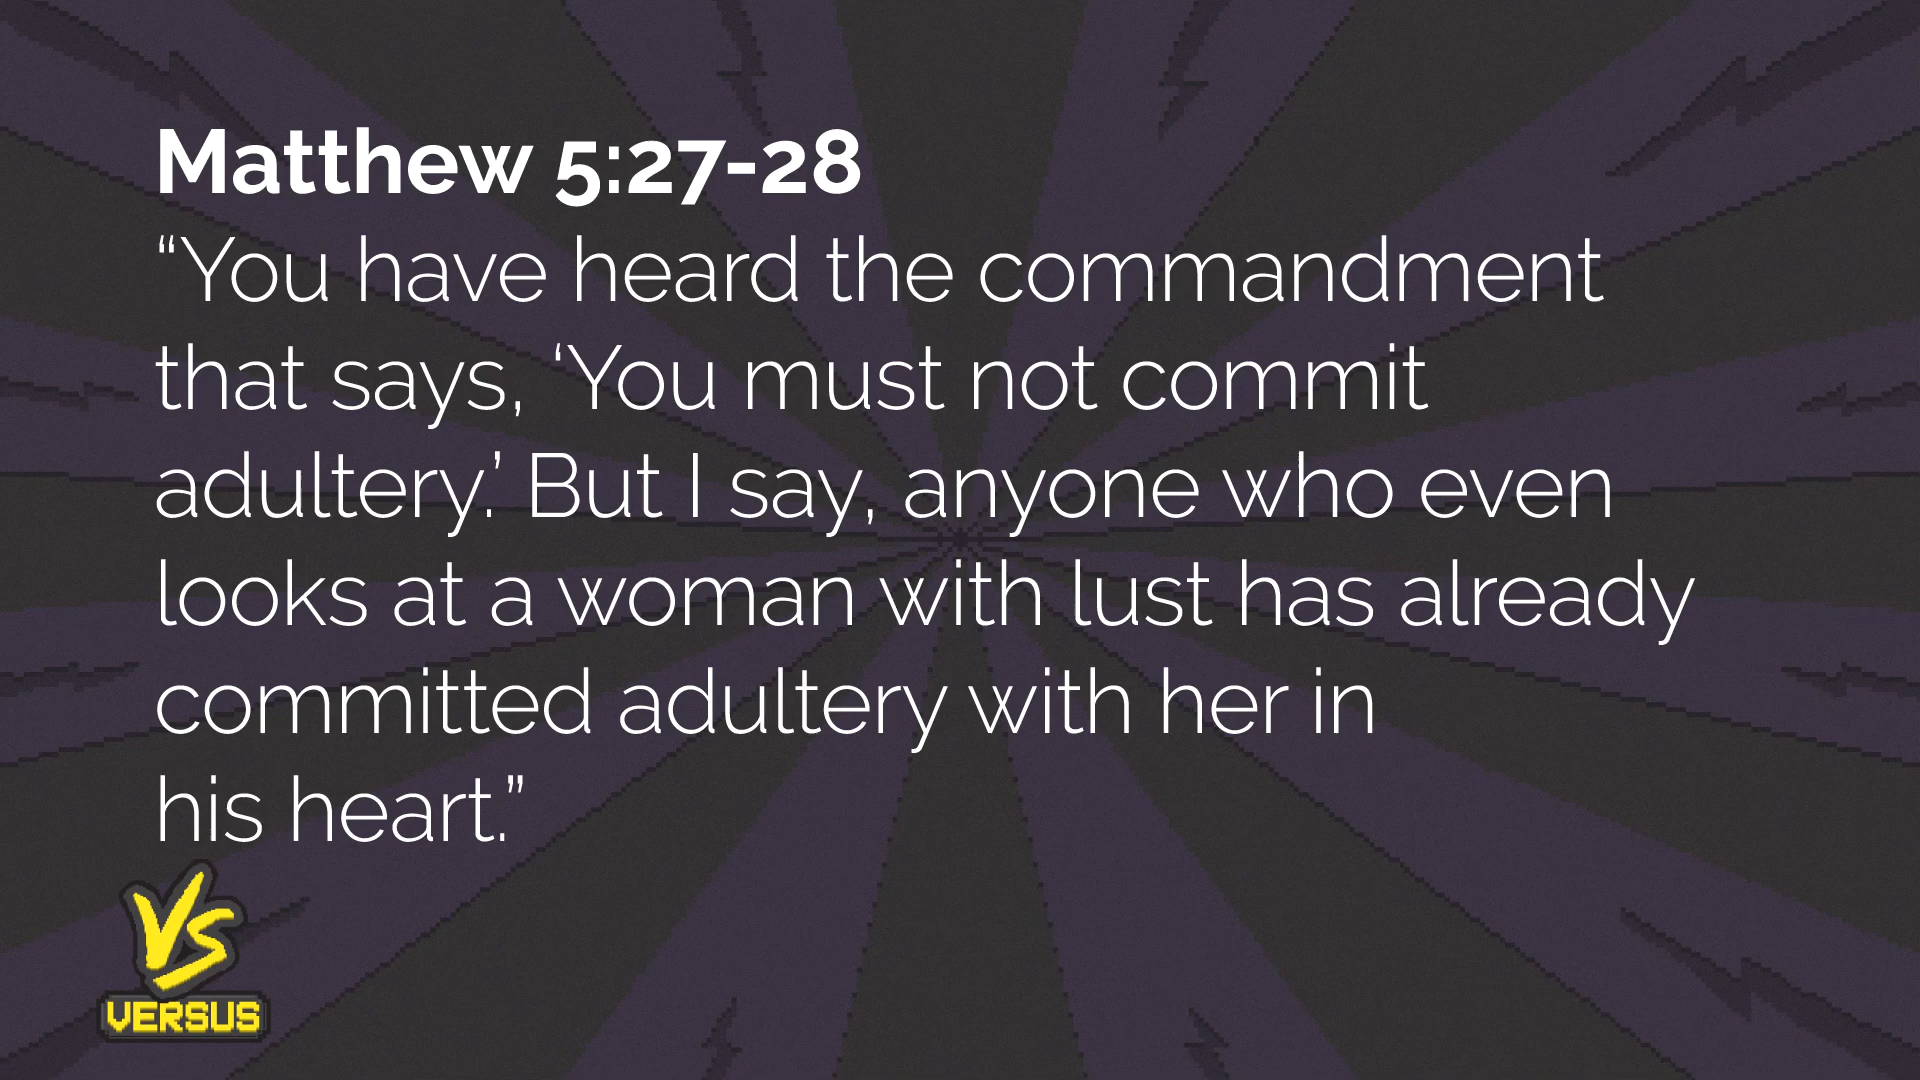 Matthew 5:27-28
“You have heard the commandment
that says, ‘You must not commit
adultery.’ But I say, anyone who even
looks at a woman with lust has already
committed adultery with her in
his heart.”
VS
VERSUS